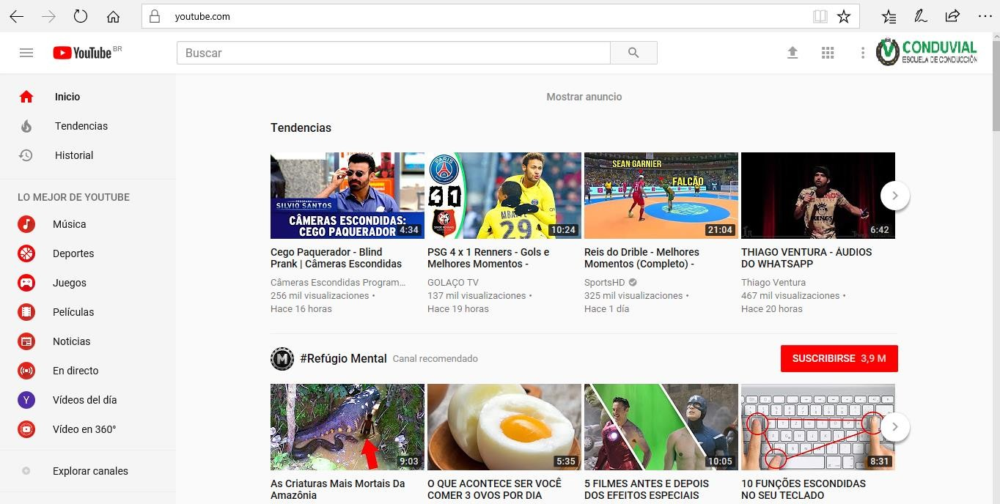 youtube.com
YouTube BR
Buscar
CONDUVIAL
ESCUELA DE CONDUCCIÓN
Inicio
Tendencias
Historial
LO MEJOR DE YOUTUBE
Música
Deportes
Juegos
Películas
Noticias
En directo
Y
Vídeos del día
Vídeo en 360°
Explorar canales
Mostrar anuncio
Tendencias
PROGRAMA
SILVIO SANTOS
CÂMERAS ESCONDIDAS:
CEGO PAQUERADOR
4:34
Cego Paquerador - Blind
Prank | Câmeras Escondidas
Câmeras Escondidas Program...
256 mil visualizaciones •
Hace 16 horas
PARIS
41
MBAPPE
29
10:24
PSG 4 x 1 Renners - Gols e
Melhores Momentos -
GOLAÇO TV
137 mil visualizaciones •
Hace 19 horas
SEAN GARNIER
FALCÃO
21:04
Reis do Drible - Melhores
Momentos (Completo) -
SportsHD
325 mil visualizaciones •
Hace 1 día
6:42
THIAGO VENTURA - ÁUDIOS
DO WHATSAPP
Thiago Ventura
467 mil visualizaciones •
Hace 20 horas
M
#Refúgio Mental Canal recomendado
SUSCRIBIRSE 3,9 M
9:03
As Criaturas Mais Mortais Da
Amazônia
5:35
O QUE ACONTECE SER VOCÊ
COMER 3 OVOS POR DIA
10:05
5 FILMES ANTES E DEPOIS
DOS EFEITOS ESPECIAIS
8:31
10 FUNÇÕES ESCONDIDAS
NO SEU TECLADO